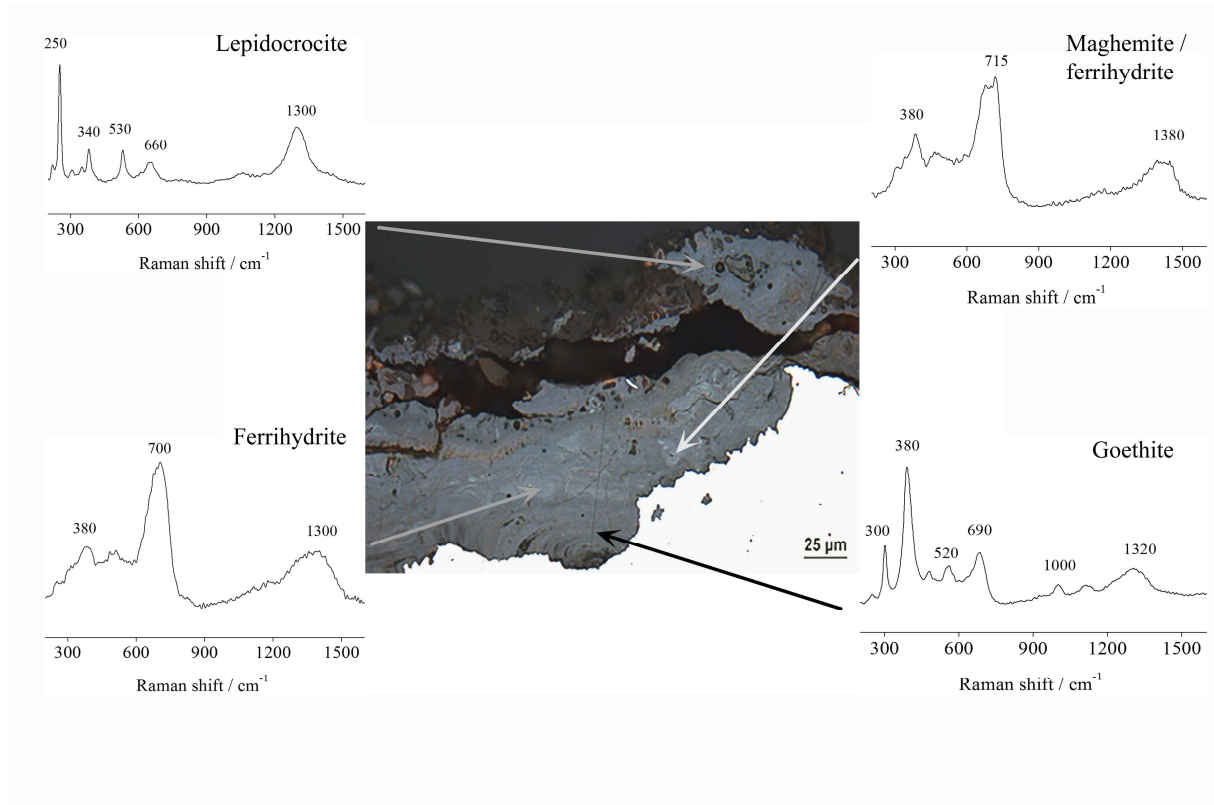 Lepidocrocite
250
340
530
660
1300
300 600 900 1200 1500
Raman shift / cm-1
Maghemite /
ferrihydrite
715
380
1380
300 600 900 1200 1500
Raman shift / cm-1
25 µm
Ferrihydrite
700
380
1300
300 600 900 1200 1500
Raman shift / cm-1
Goethite
380
300
520
690
1000
1320
300 600 900 1200 1500
Raman shift / cm-1